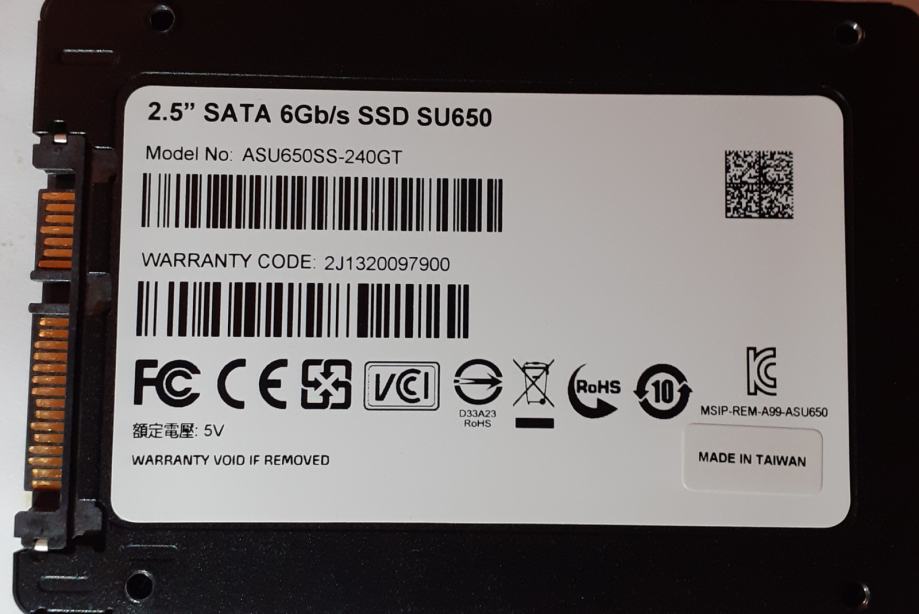 2.5” SATA 6Gb/s SSD SU650
Model No: ASU650SS-240GT
WARRANTY CODE: 2J1320097900
FC CE VCCI
D33A23
RoHS
RoHS
10
MSIP-REM-A99-ASU650
額定電壓: 5V
WARRANTY VOID IF REMOVED
MADE IN TAIWAN